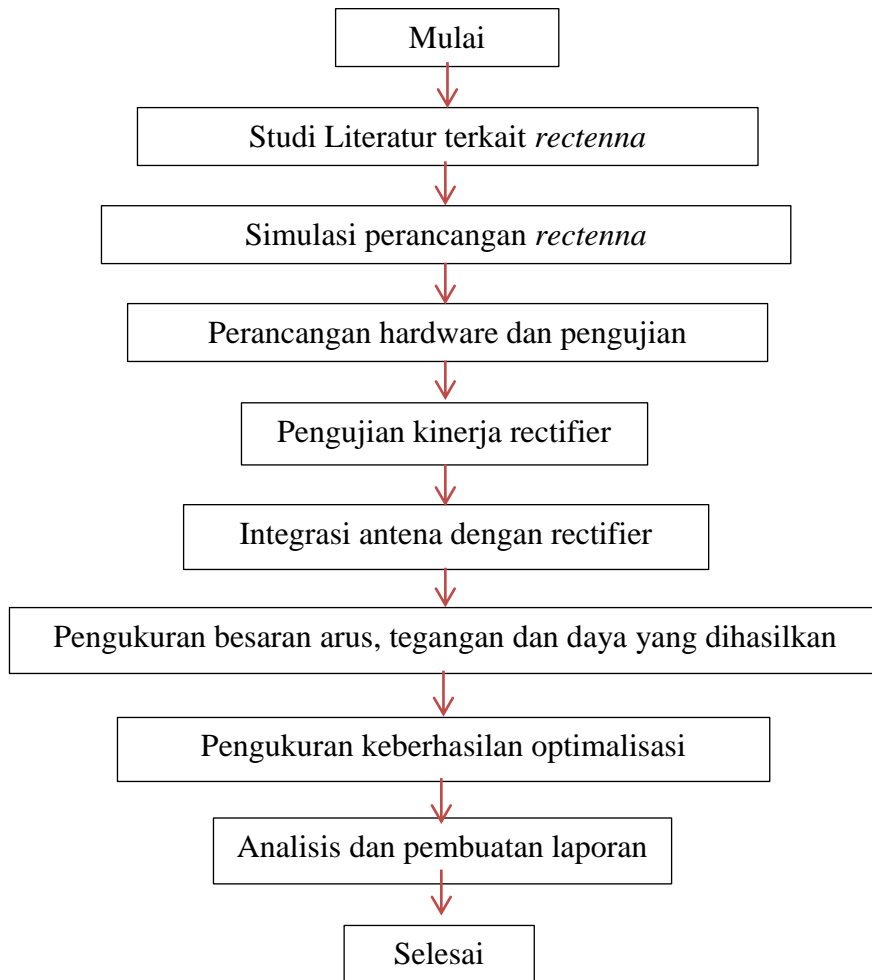 Mulai
Studi Literatur terkait rectenna
Simulasi perancangan rectenna
Perancangan hardware dan pengujian
Pengujian kinerja rectifier
Integrasi antena dengan rectifier
Pengukuran besaran arus, tegangan dan daya yang dihasilkan
Pengukuran keberhasilan optimalisasi
Analisis dan pembuatan laporan
Selesai